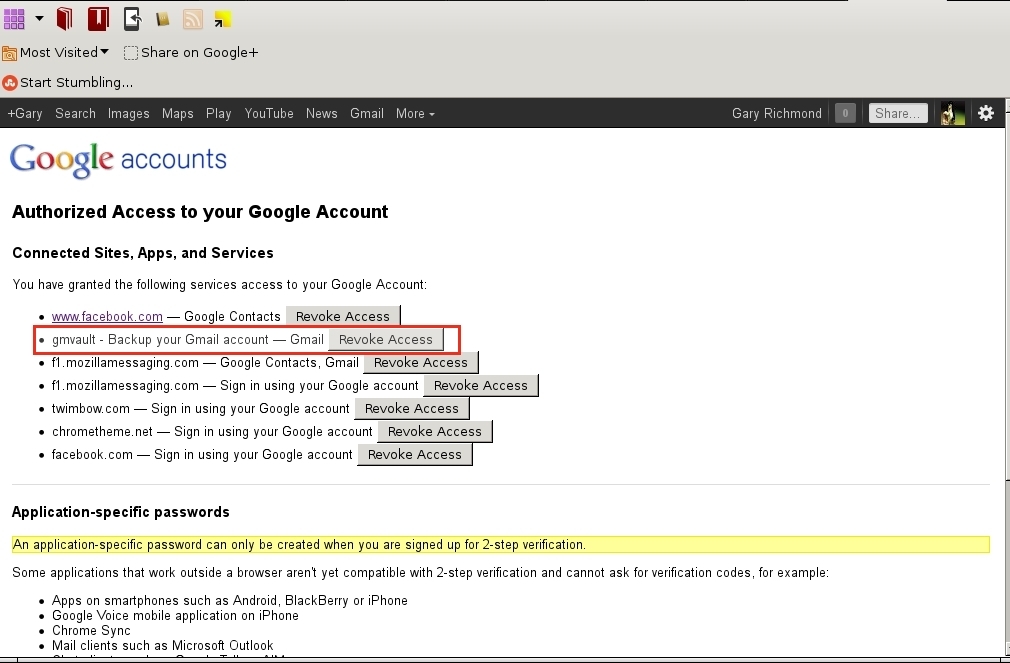 Most Visited Share on Google+
Start Stumbling...
+Gary Search Images Maps Play YouTube News Gmail More Gary Richmond 0 Share...
Google accounts
Authorized Access to your Google Account
Connected Sites, Apps, and Services
You have granted the following services access to your Google Account:
www.facebook.com — Google Contacts Revoke Access
gmvault - Backup your Gmail account — Gmail Revoke Access
f1.mozillamessaging.com — Google Contacts, Gmail Revoke Access
f1.mozillamessaging.com — Sign in using your Google account Revoke Access
twimbow.com — Sign in using your Google account Revoke Access
chrometheme.net — Sign in using your Google account Revoke Access
facebook.com — Sign in using your Google account Revoke Access
Application-specific passwords
An application-specific password can only be created when you are signed up for 2-step verification.
Some applications that work outside a browser aren't yet compatible with 2-step verification and cannot ask for verification codes, for example:
Apps on smartphones such as Android, BlackBerry or iPhone
Google Voice mobile application on iPhone
Chrome Sync
Mail clients such as Microsoft Outlook